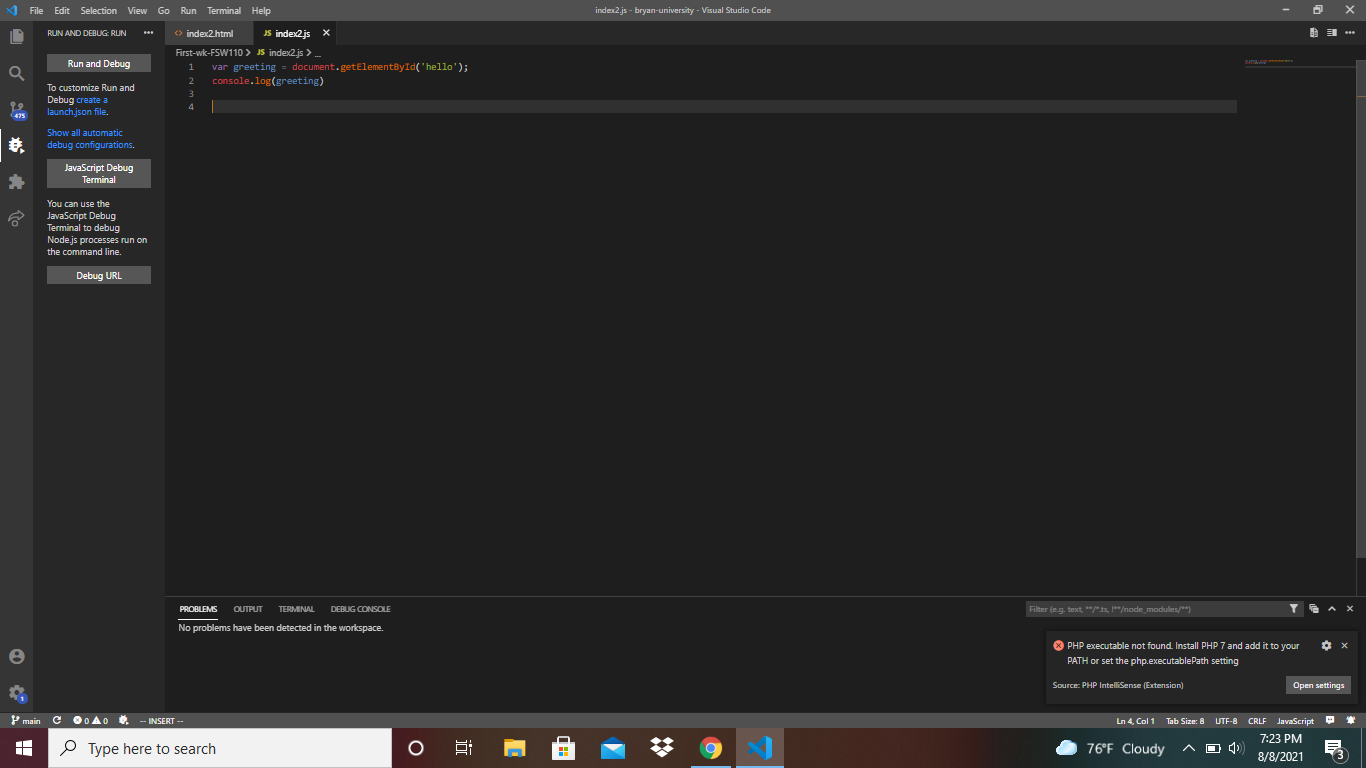 File Edit Selection View Go Run Terminal Help
index2.js - bryan-university - Visual Studio Code
RUN AND DEBUG: RUN
Run and Debug
To customize Run and
Debug create a
launch.json file.
Show all automatic
debug configurations.
JavaScript Debug
Terminal
You can use the
JavaScript Debug
Terminal to debug
Node.js processes run on
the command line.
Debug URL
475
1
<> index2.html
JS index2.js
First-wk-FSW110 > JS index2.js > ...
1 var greeting = document.getElementById('hello');
2 console.log(greeting)
3
4
PROBLEMS OUTPUT TERMINAL DEBUG CONSOLE
Filter (e.g. text, **/*.ts, !**/node_modules/**)
No problems have been detected in the workspace.
PHP executable not found. Install PHP 7 and add it to your
PATH or set the php.executablePath setting
Source: PHP IntelliSense (Extension)
Open settings
main 0 0 -- INSERT --
Ln 4, Col 1 Tab Size: 8 UTF-8 CRLF JavaScript
Type here to search
76°F Cloudy
7:23 PM
8/8/2021
3